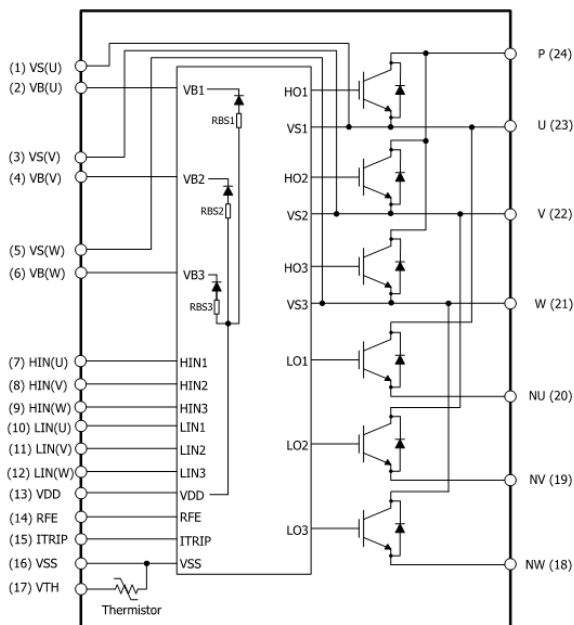 (1) VS(U)
(2) VB(U)
(3) VS(V)
(4) VB(V)
(5) VS(W)
(6) VB(W)
(7) HIN(U)
(8) HIN(V)
(9) HIN(W)
(10) LIN(U)
(11) LIN(V)
(12) LIN(W)
(13) VDD
(14) RFE
(15) ITRIP
(16) VSS
(17) VTH
Thermistor
VB1
RBS1
VB2
RBS2
VB3
RBS3
HIN1
HIN2
HIN3
LIN1
LIN2
LIN3
VDD
RFE
ITRIP
VSS
HO1
VS1
HO2
VS2
HO3
VS3
LO1
LO2
LO3
P (24)
U (23)
V (22)
W (21)
NU (20)
NV (19)
NW (18)